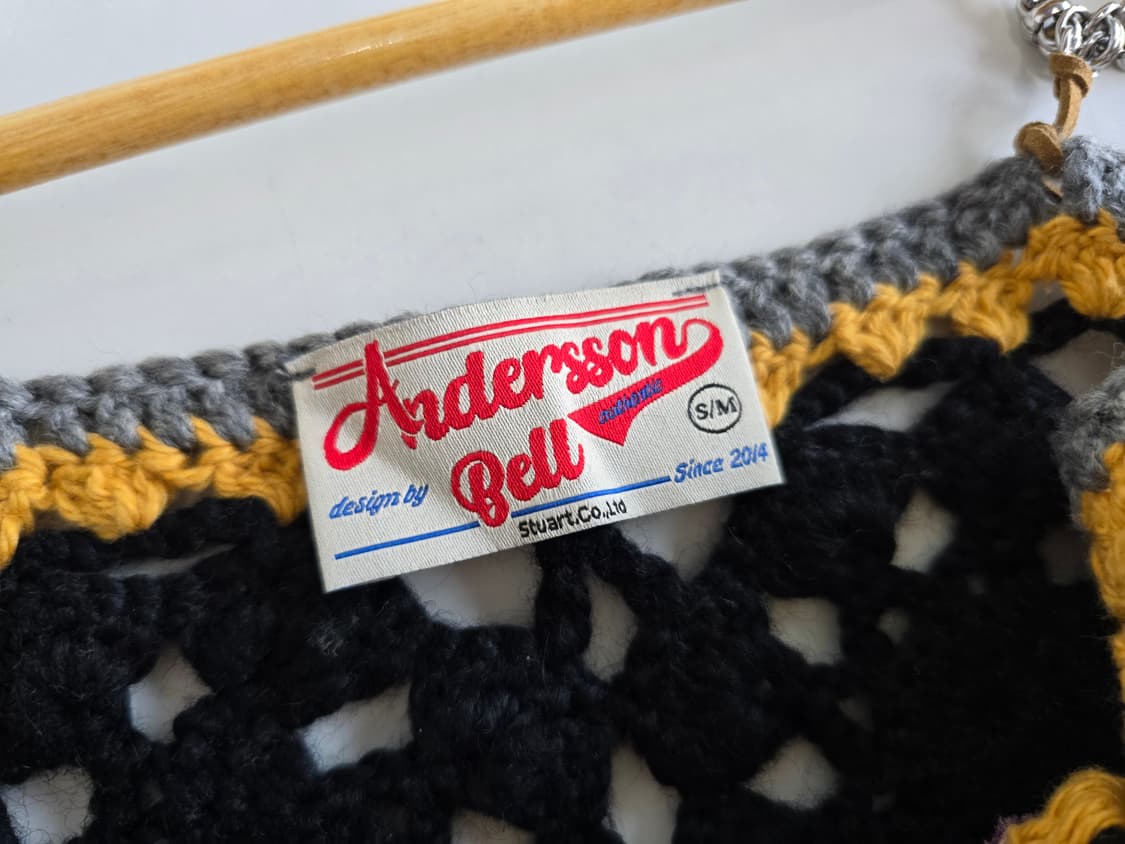 Andersson
S/M
Bell
design by
Since 2014
Stuart.Co.,Ltd